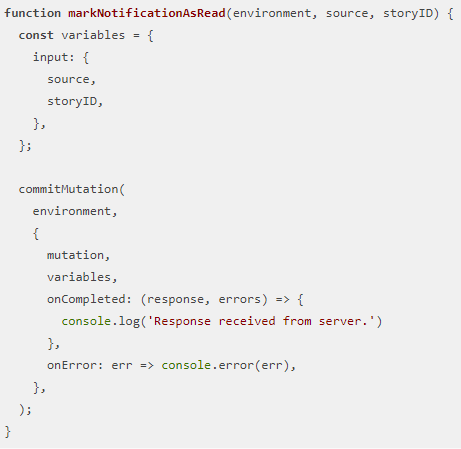 function markNotificationAsRead(environment, source, storyID) {
  const variables = {
    input: {
      source,
      storyID,
    },
  };

  commitMutation(
    environment,
    {
      mutation,
      variables,
      onCompleted: (response, errors) => {
        console.log('Response received from server.')
      },
      onError: err => console.error(err),
    },
  );
}